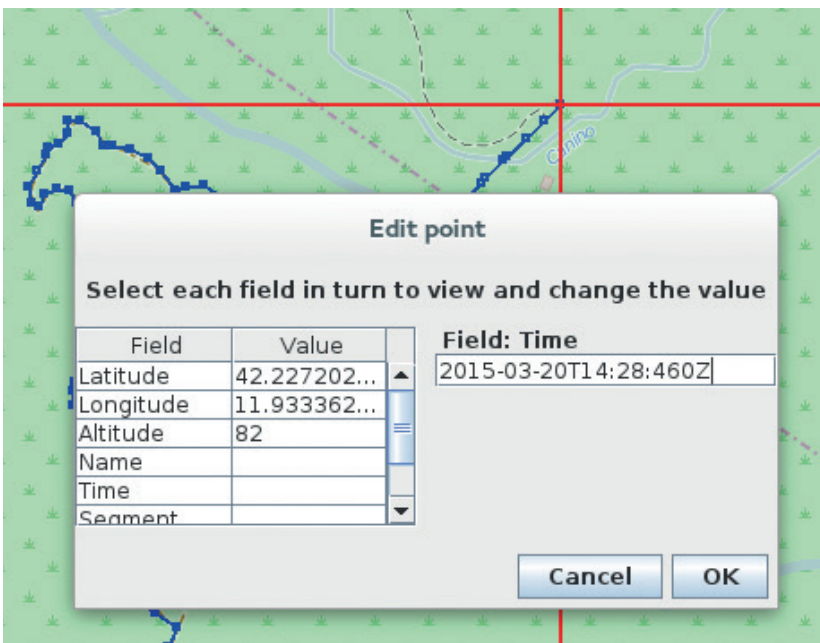 Canino
Edit point
Select each field in turn to view and change the value
Field Value
Latitude 42.227202...
Longitude 11.933362...
Altitude 82
Name
Time
Segment
Field: Time
2015-03-20T14:28:460Z
Cancel OK